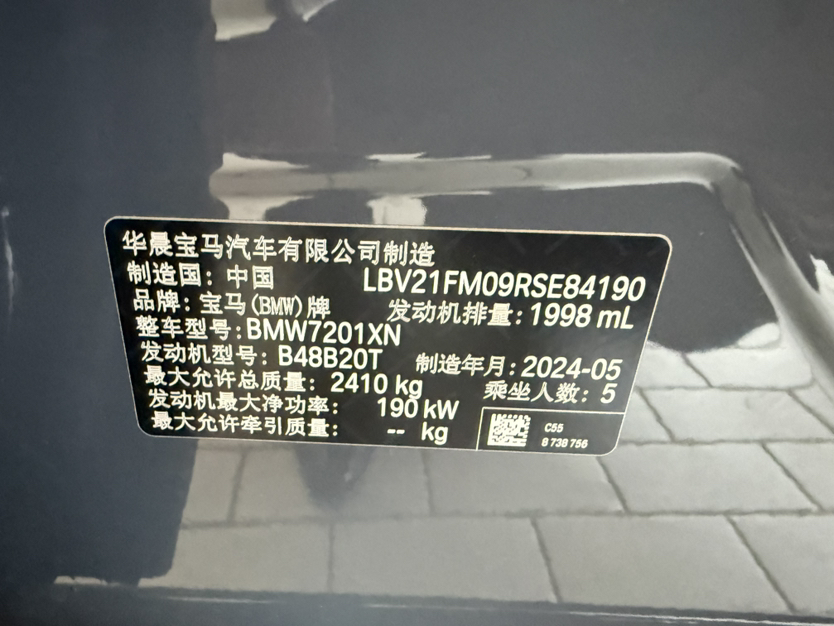 华晨宝马汽车有限公司制造
制造国：中国 LBV21FM09RSE84190
品牌：宝马(BMW)牌 发动机排量：1998 mL
整车型号：BMW7201XN
发动机型号：B48B20T 制造年月：2024-05
最大允许总质量：2410 kg 乘坐人数：5
发动机最大净功率：190 kW
最大允许牵引质量：-- kg
C55
8 738 756